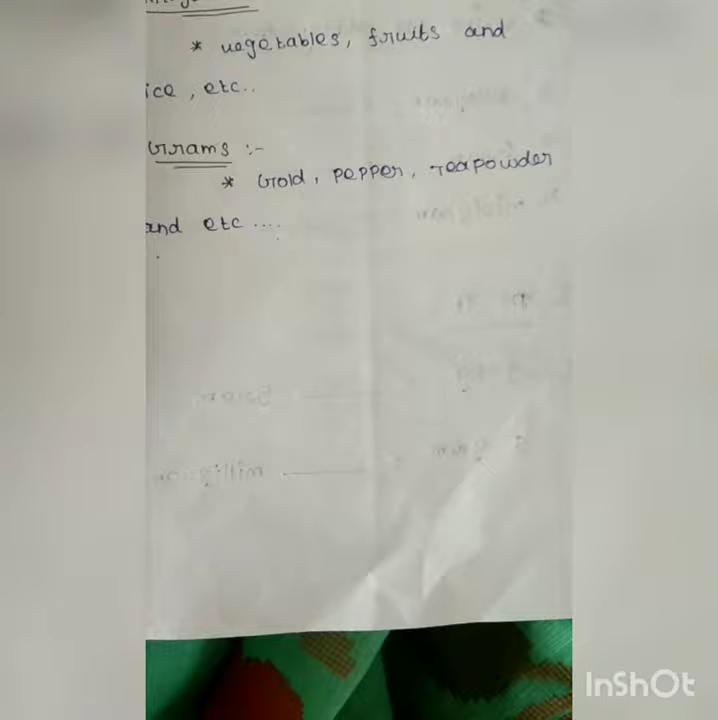 * vegetables, fruits and
ice, etc..
Grams :-
* Gold, pepper, Teapowder
and etc ....
InShOt